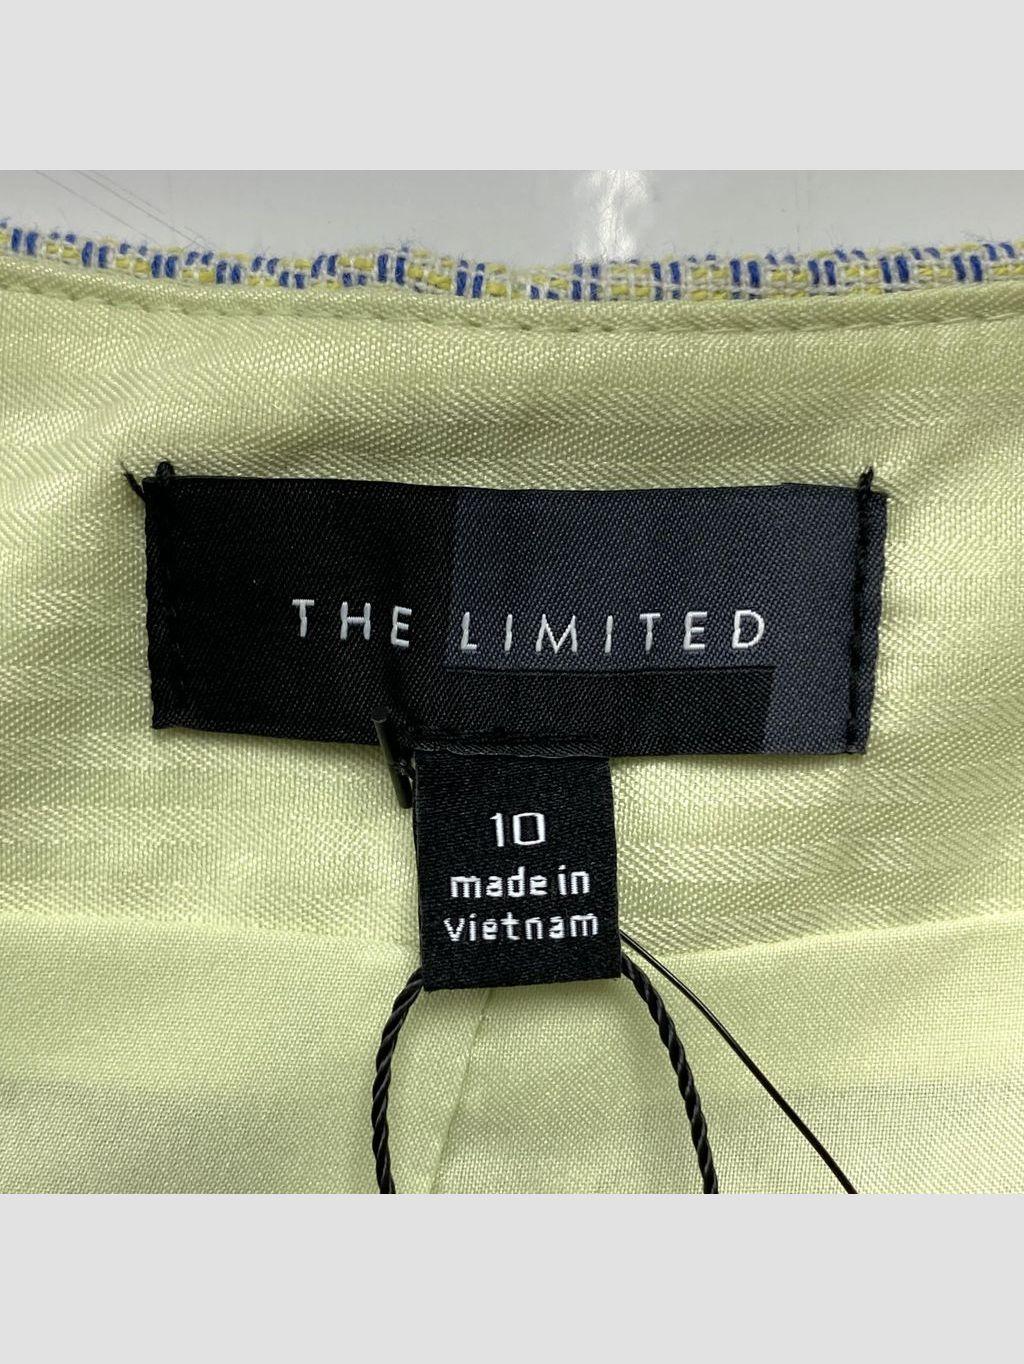 THE LIMITED
10
made in
vietnam